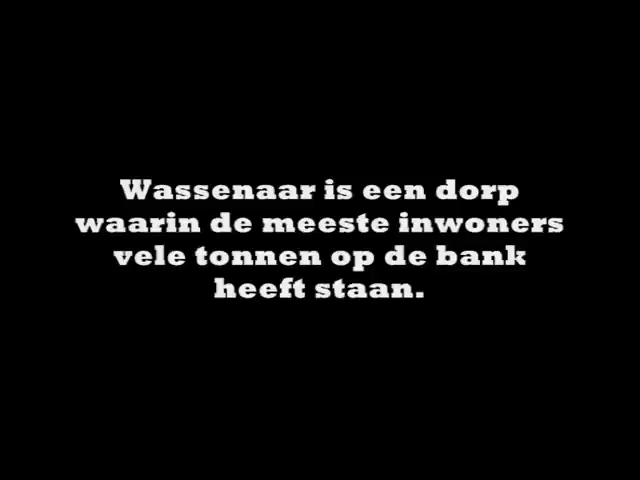 Wassenaar is een dorp
waarin de meeste inwoners
vele tonnen op de bank
heeft staan.